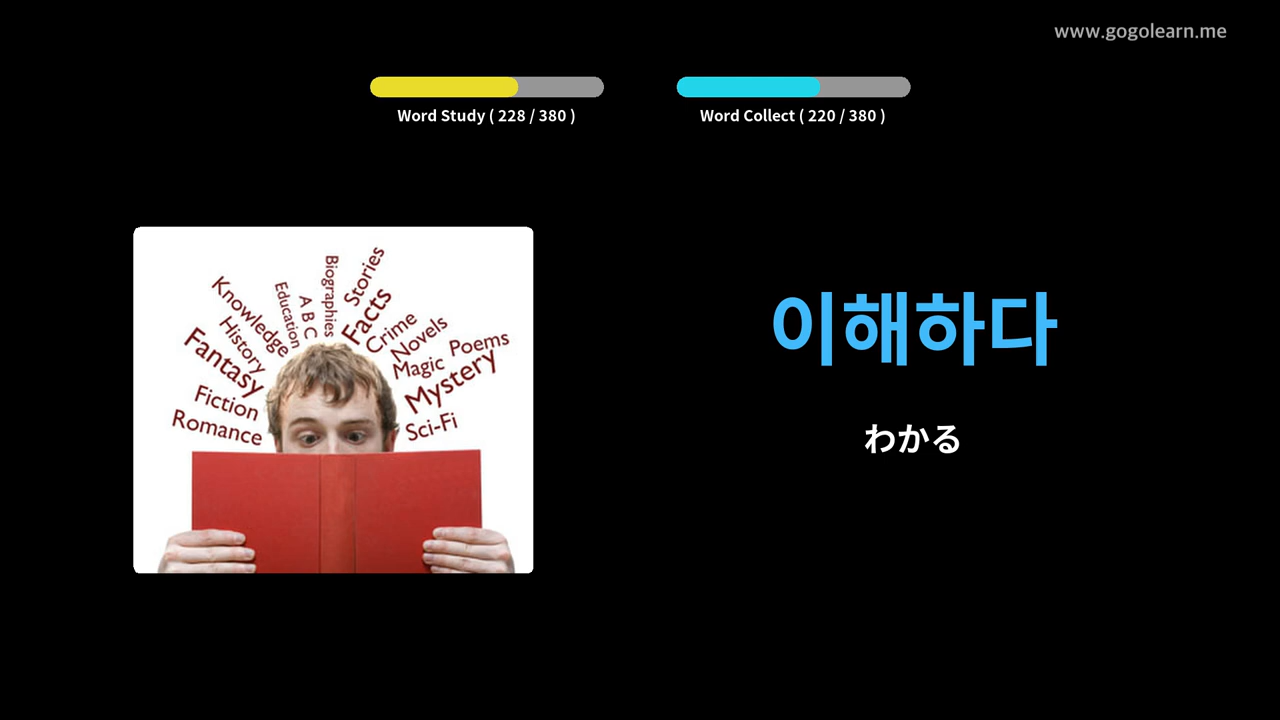 www.gogolearn.me
Word Study ( 228 / 380 )
Word Collect ( 220 / 380 )
Biographies
Stories
Education
A B C
Facts
Knowledge
Crime
History
Novels
Fantasy
Magic
Poems
Mystery
Fiction
Romance
Sci-Fi
이해하다
わかる